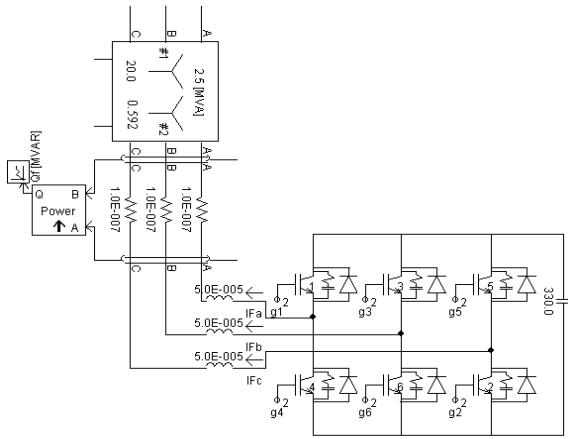 C
B
A
#1
20.0
2.5 [MVA]
0.592
#2
C
B
A
C
B
A
Qf [MVAR]
Q
B
Power
A
1.0E-007
1.0E-007
1.0E-007
C
B
A
5.0E-005
IFa
5.0E-005
IFb
5.0E-005
IFc
1
g1
2
3
g3
2
5
g5
2
330.0
4
g4
2
6
g6
2
2
g2
2